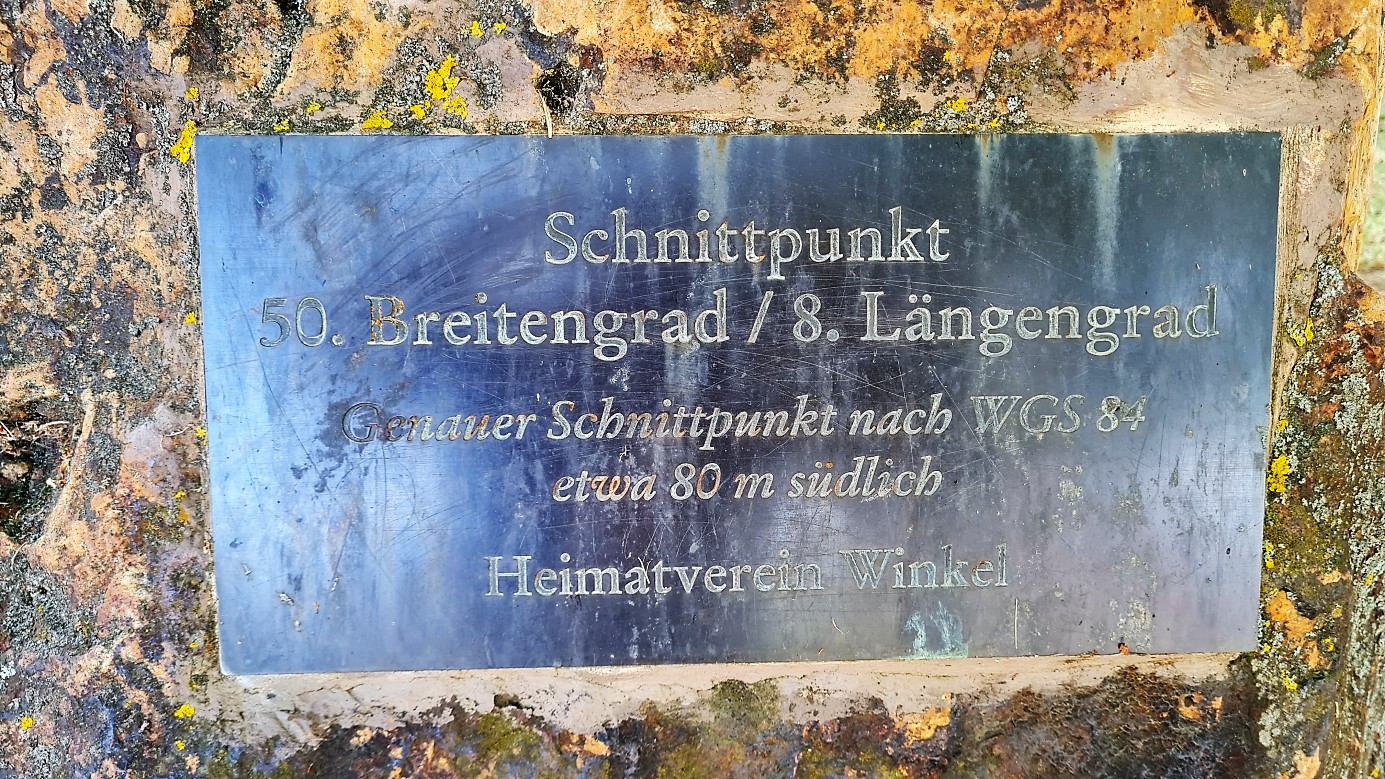 Schnittpunkt
50. Breitengrad / 8. Längengrad
Genauer Schnittpunkt nach WGS 84
etwa 80 m südlich
Heimatverein Winkel